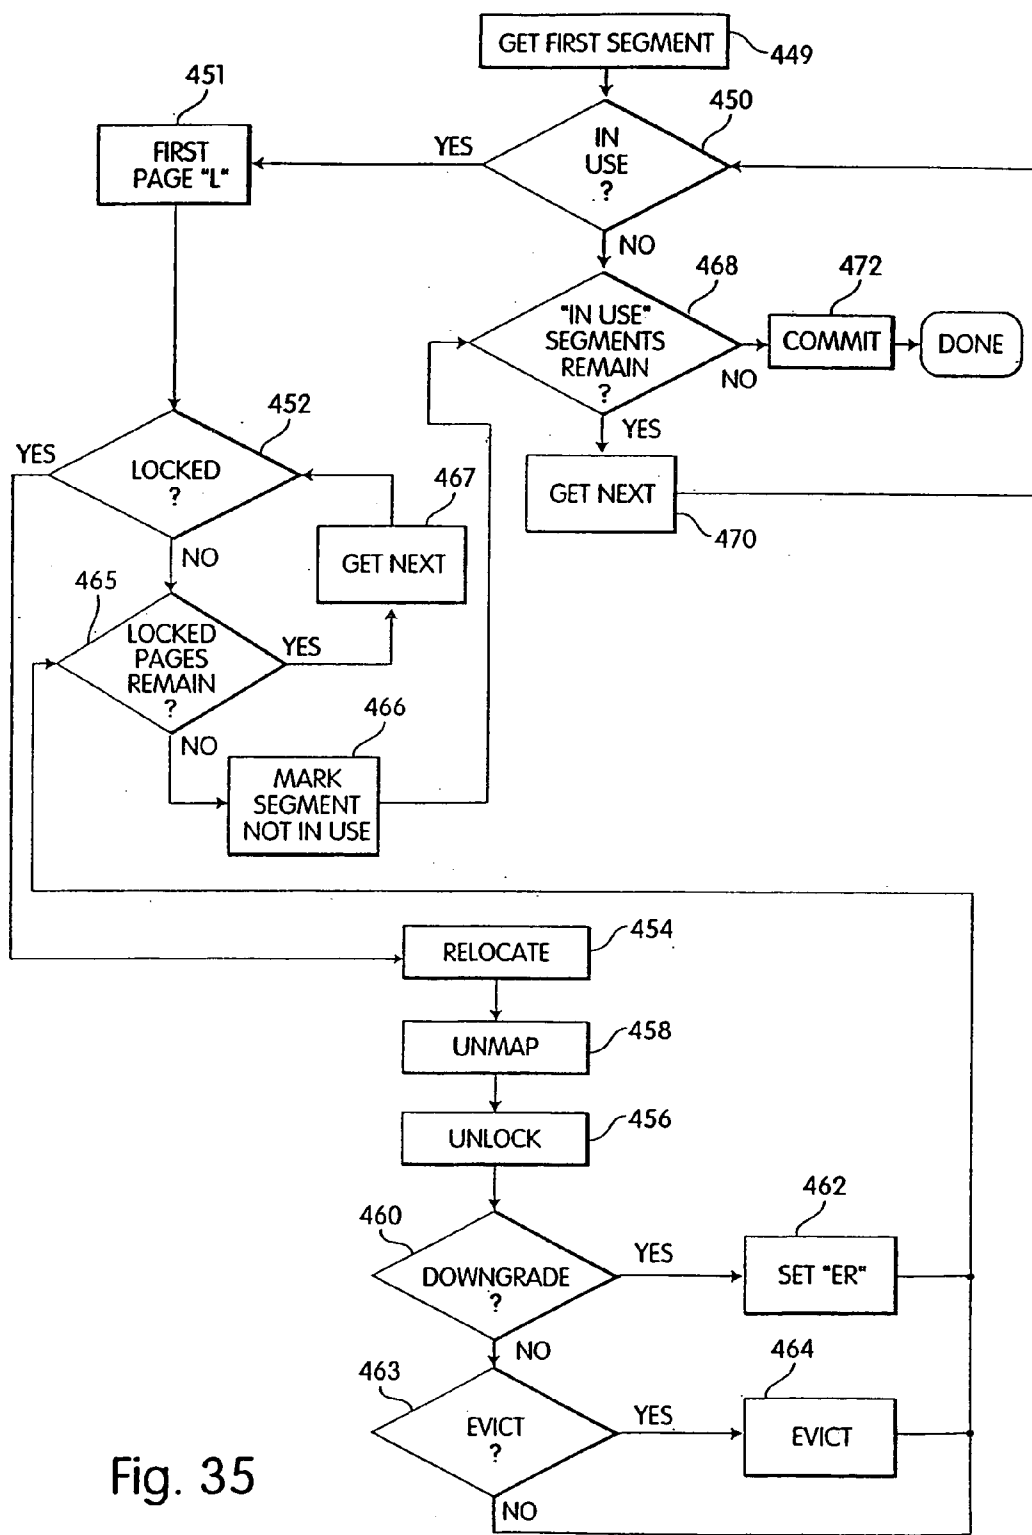 GET FIRST SEGMENT
449
451
450
FIRST
PAGE "L"
YES
IN
USE
?
NO
468
472
"IN USE"
SEGMENTS
REMAIN
?
NO
COMMIT
DONE
YES
452
YES
LOCKED
?
467
GET NEXT
470
NO
GET NEXT
465
LOCKED
PAGES
REMAIN
?
YES
NO
466
MARK
SEGMENT
NOT IN USE
RELOCATE
454
UNMAP
458
UNLOCK
456
460
DOWNGRADE
?
YES
462
SET "ER"
NO
463
EVICT
?
YES
464
EVICT
NO
Fig. 35